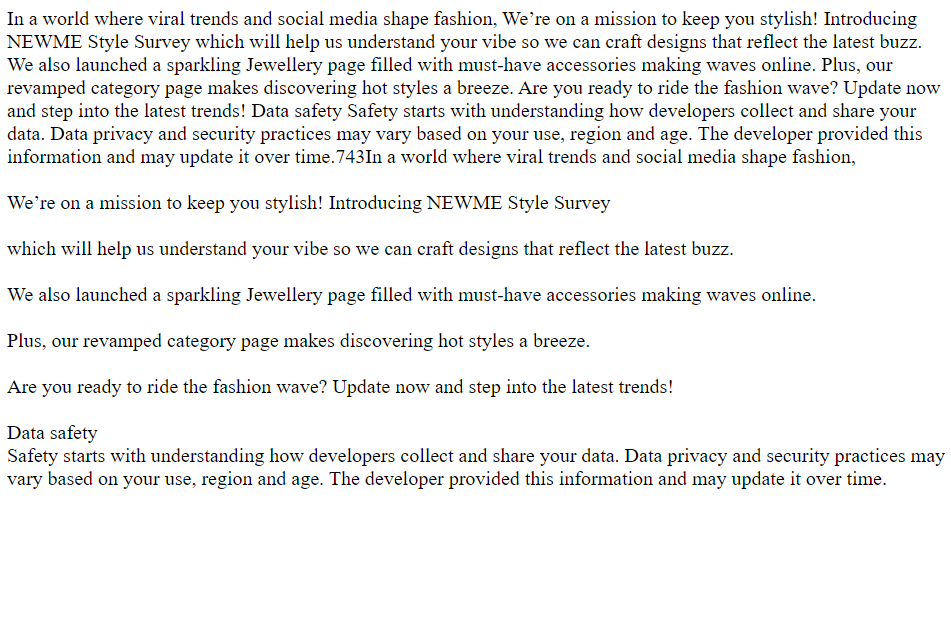 In a world where viral trends and social media shape fashion, We’re on a mission to keep you stylish! Introducing
NEWME Style Survey which will help us understand your vibe so we can craft designs that reflect the latest buzz.
We also launched a sparkling Jewellery page filled with must-have accessories making waves online. Plus, our
revamped category page makes discovering hot styles a breeze. Are you ready to ride the fashion wave? Update now
and step into the latest trends! Data safety Safety starts with understanding how developers collect and share your
data. Data privacy and security practices may vary based on your use, region and age. The developer provided this
information and may update it over time.743In a world where viral trends and social media shape fashion,
We’re on a mission to keep you stylish! Introducing NEWME Style Survey
which will help us understand your vibe so we can craft designs that reflect the latest buzz.
We also launched a sparkling Jewellery page filled with must-have accessories making waves online.
Plus, our revamped category page makes discovering hot styles a breeze.
Are you ready to ride the fashion wave? Update now and step into the latest trends!
Data safety
Safety starts with understanding how developers collect and share your data. Data privacy and security practices may
vary based on your use, region and age. The developer provided this information and may update it over time.